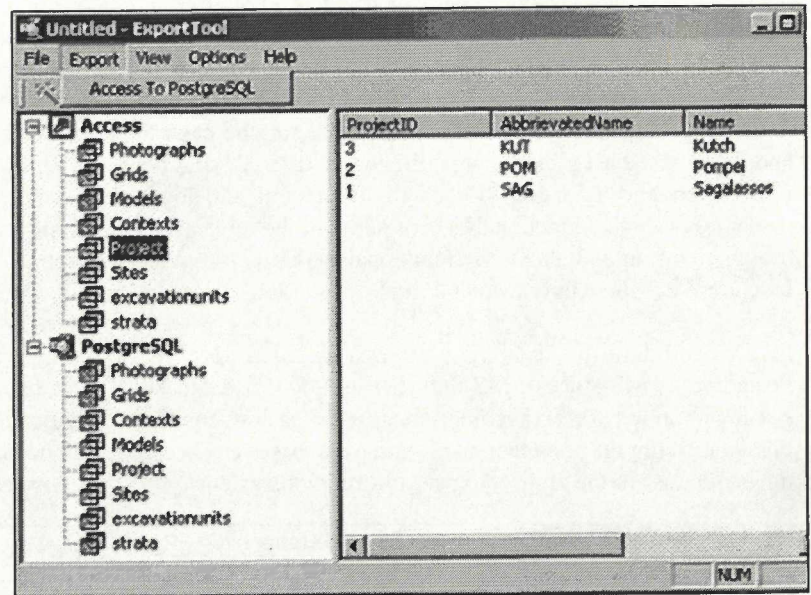 Untitled - ExportTool
File Export View Options Help
Access To PostgreSQL
Access
Photographs
Grids
Models
Contexts
Project
Sites
excavationunits
strata
PostgreSQL
Photographs
Grids
Contexts
Models
Project
Sites
excavationunits
strata
ProjectID AbbrievatedName Name
3 KUT Kutch
2 POM Pompei
1 SAG Sagalassos
NUM